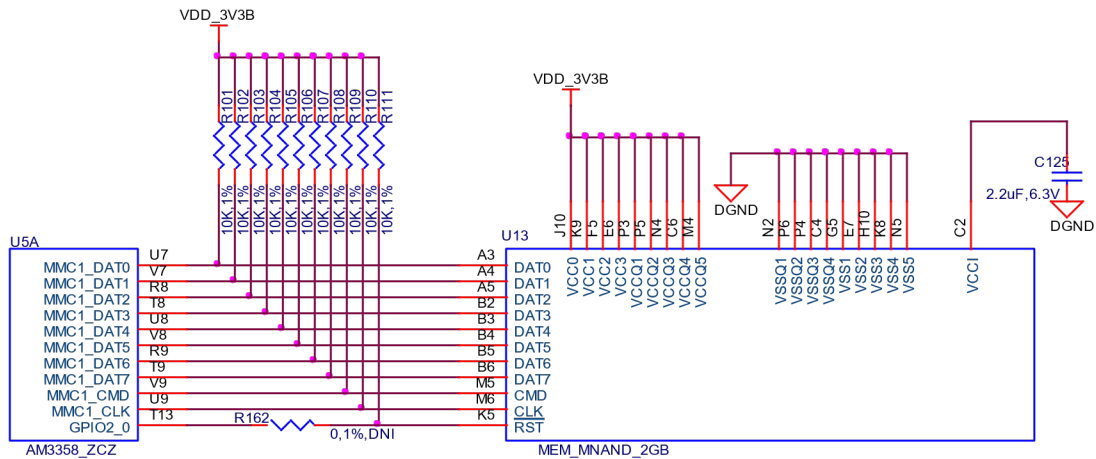 VDD_3V3B
R101
R102
R103
R104
R105
R106
R107
R108
R109
R110
R111
10K,1%
10K,1%
10K,1%
10K,1%
10K,1%
10K,1%
10K,1%
10K,1%
10K,1%
10K,1%
10K,1%
VDD_3V3B
DGND
C125
2.2uF,6.3V
DGND
U5A
MMC1_DAT0 U7
MMC1_DAT1 V7
MMC1_DAT2 R8
MMC1_DAT3 T8
MMC1_DAT4 U8
MMC1_DAT5 V8
MMC1_DAT6 R9
MMC1_DAT7 T9
MMC1_CMD V9
MMC1_CLK U9
GPIO2_0 T13
AM3358_ZCZ
R162
0,1%,DNI
U13
A3 DAT0
A4 DAT1
A5 DAT2
B2 DAT3
B3 DAT4
B4 DAT5
B5 DAT6
B6 DAT7
M5 CMD
M6 CLK
K5 RST
J10 VCC0
K9 VCC1
F5 VCC2
E6 VCC3
P3 VCCQ1
P5 VCCQ2
N4 VCCQ3
C6 VCCQ4
M4 VCCQ5
N2 VSSQ1
P6 VSSQ2
P4 VSSQ3
C4 VSSQ4
G5 VSS1
E7 VSS2
H10 VSS3
K8 VSS4
N5 VSS5
C2 VCCI
MEM_MNAND_2GB